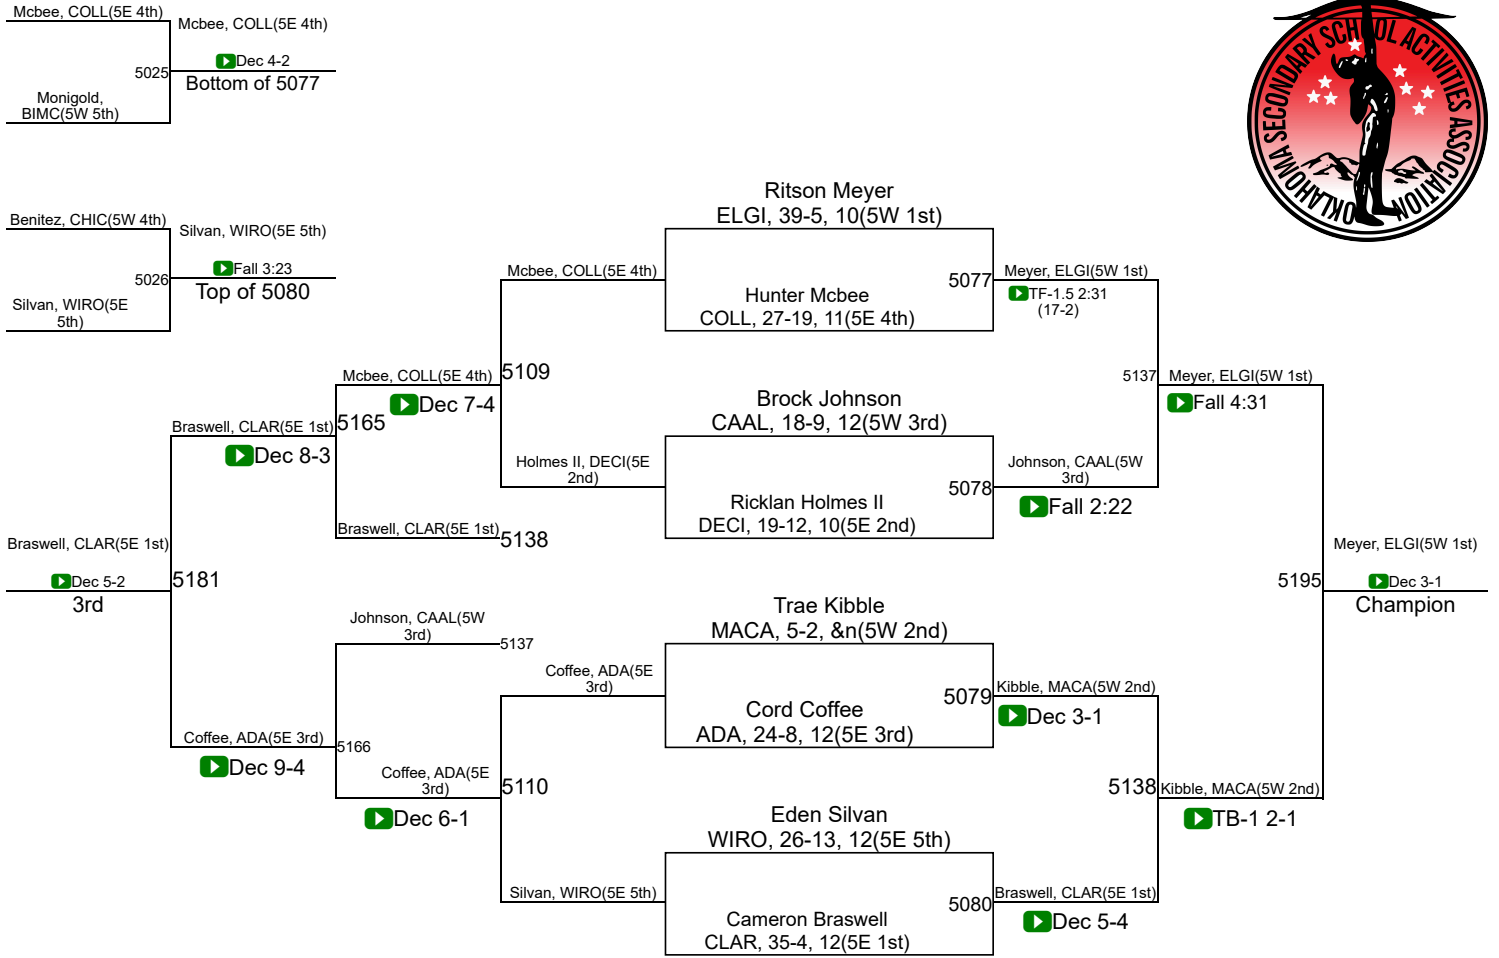 Mcbee, COLL(5E 4th)
Mcbee, COLL(5E 4th)
Dec 4-2
5025
Bottom of 5077
Monigold,
BIMC(5W 5th)
OKLAHOMA SECONDARY SCHOOL ACTIVITIES ASSOCIATION
Benitez, CHIC(5W 4th)
Silvan, WIRO(5E 5th)
Fall 3:23
5026
Top of 5080
Silvan, WIRO(5E
5th)
Ritson Meyer
ELGI, 39-5, 10(5W 1st)
Mcbee, COLL(5E 4th)
5077
Meyer, ELGI(5W 1st)
Hunter Mcbee
COLL, 27-19, 11(5E 4th)
TF-1.5 2:31
(17-2)
Mcbee, COLL(5E 4th)
5109
Dec 7-4
5137
Meyer, ELGI(5W 1st)
Fall 4:31
Brock Johnson
CAAL, 18-9, 12(5W 3rd)
Braswell, CLAR(5E 1st)
5165
Dec 8-3
Holmes II, DECI(5E
2nd)
5078
Johnson, CAAL(5W
3rd)
Fall 2:22
Ricklan Holmes II
DECI, 19-12, 10(5E 2nd)
Braswell, CLAR(5E 1st)
5138
Braswell, CLAR(5E 1st)
Dec 5-2
3rd
5181
Meyer, ELGI(5W 1st)
5195
Dec 3-1
Champion
Trae Kibble
MACA, 5-2, &n(5W 2nd)
Johnson, CAAL(5W
3rd)
5137
Coffee, ADA(5E
3rd)
5079
Kibble, MACA(5W 2nd)
Dec 3-1
Cord Coffee
ADA, 24-8, 12(5E 3rd)
Coffee, ADA(5E 3rd)
5166
Dec 9-4
Coffee, ADA(5E
3rd)
5110
Dec 6-1
5138
Kibble, MACA(5W 2nd)
TB-1 2-1
Eden Silvan
WIRO, 26-13, 12(5E 5th)
Silvan, WIRO(5E 5th)
5080
Braswell, CLAR(5E 1st)
Dec 5-4
Cameron Braswell
CLAR, 35-4, 12(5E 1st)